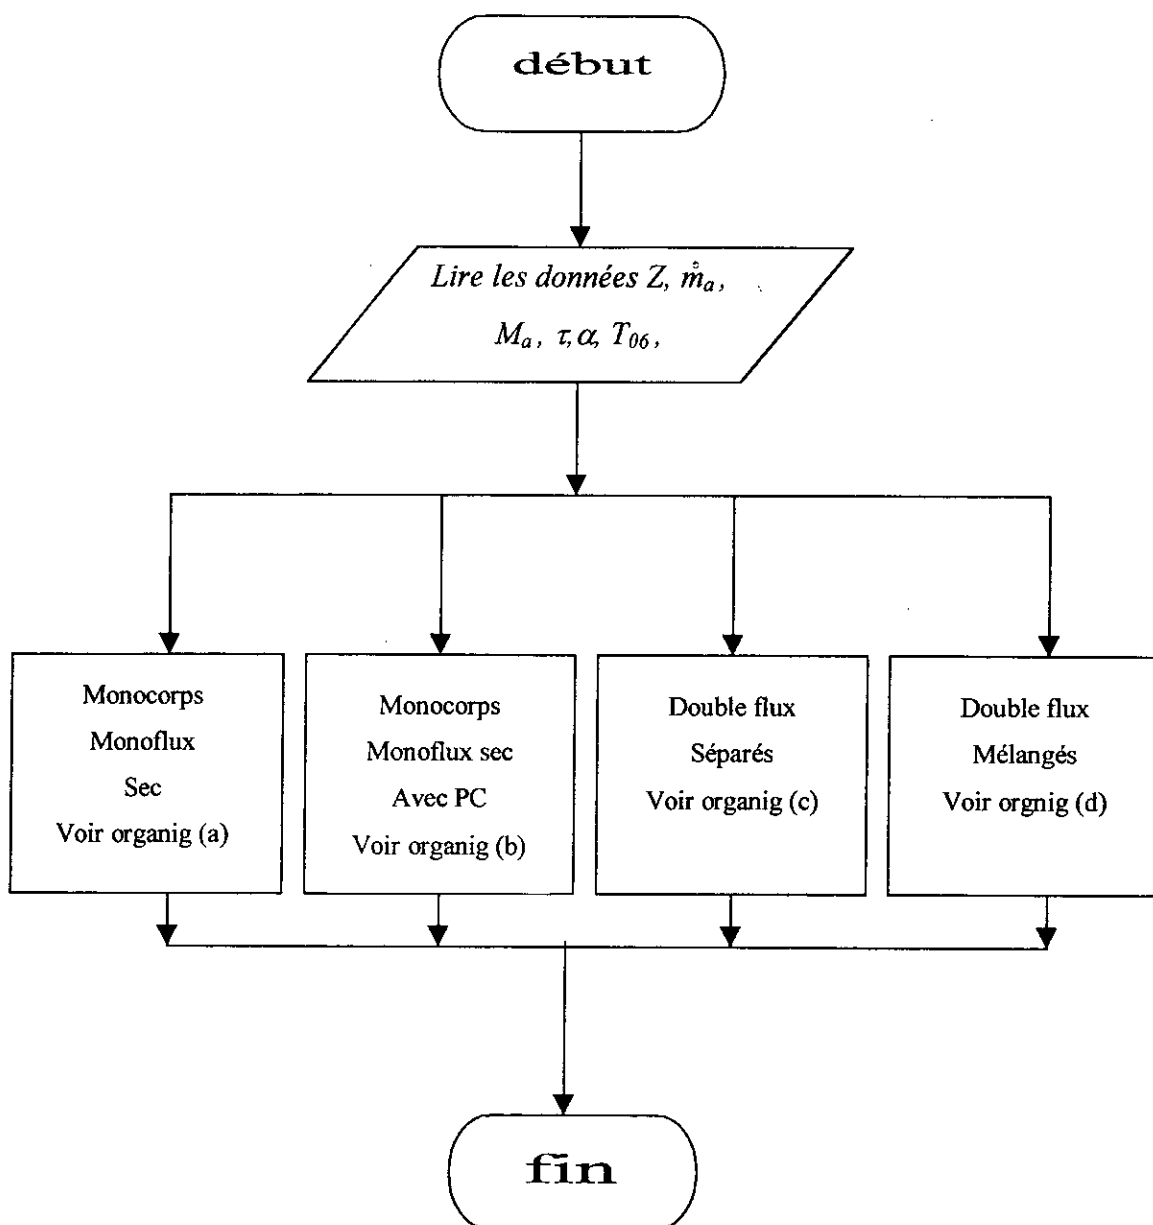 début
Lire les données Z, ṁₐ,
Mₐ, τ, α, T₀₆,
Monocorps
Monoflux
Sec
Voir organig (a)
Monocorps
Monoflux sec
Avec PC
Voir organig (b)
Double flux
Séparés
Voir organig (c)
Double flux
Mélangés
Voir orgnig (d)
fin